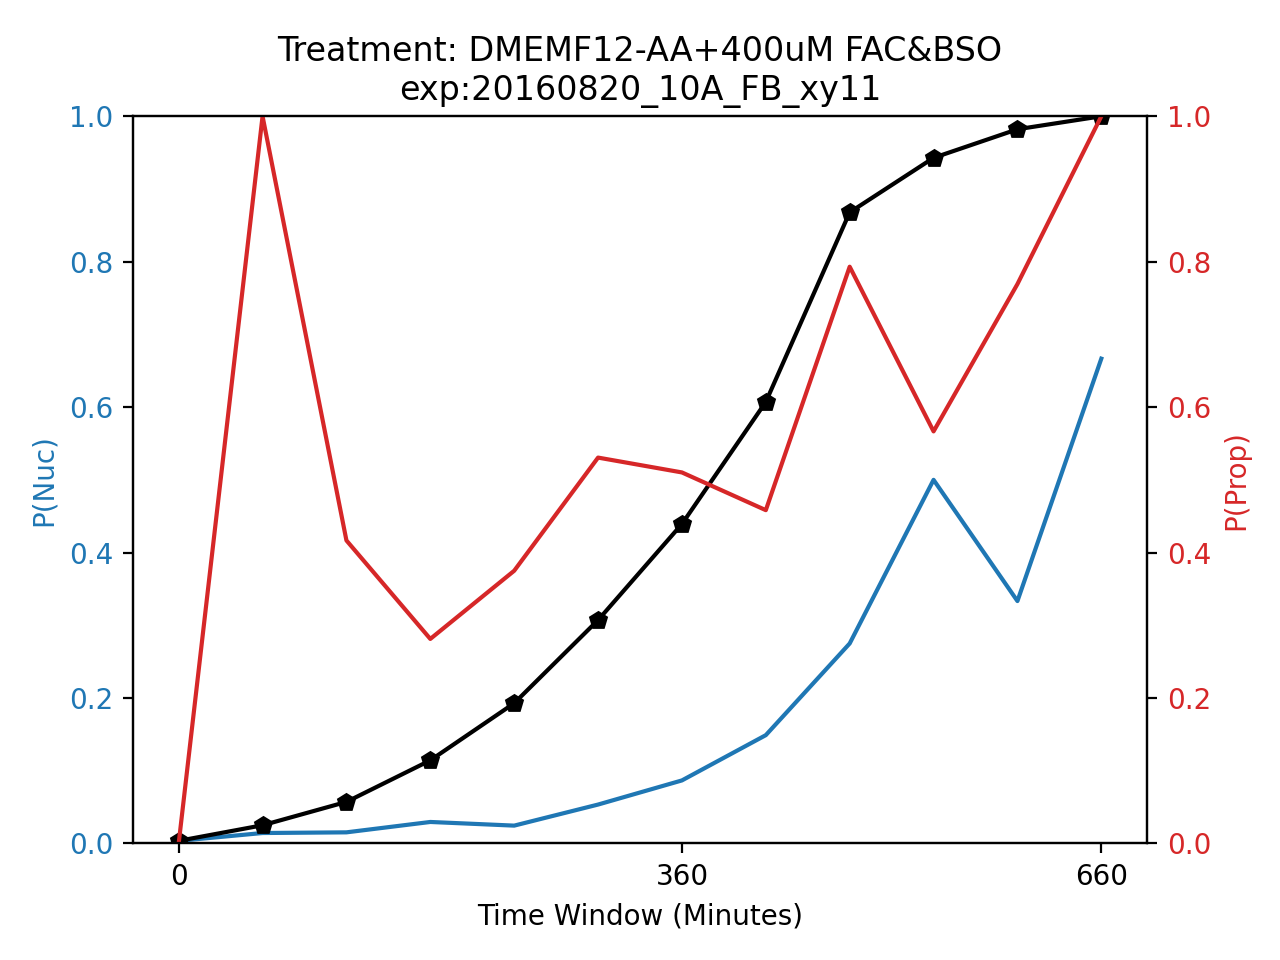 Treatment: DMEMF12-AA+400uM FAC&BSO
exp:20160820_10A_FB_xy11
1.0
0.8
0.6
0.4
0.2
0.0
P(Nuc)
1.0
0.8
0.6
0.4
0.2
0.0
P(Prop)
0 360 660
Time Window (Minutes)